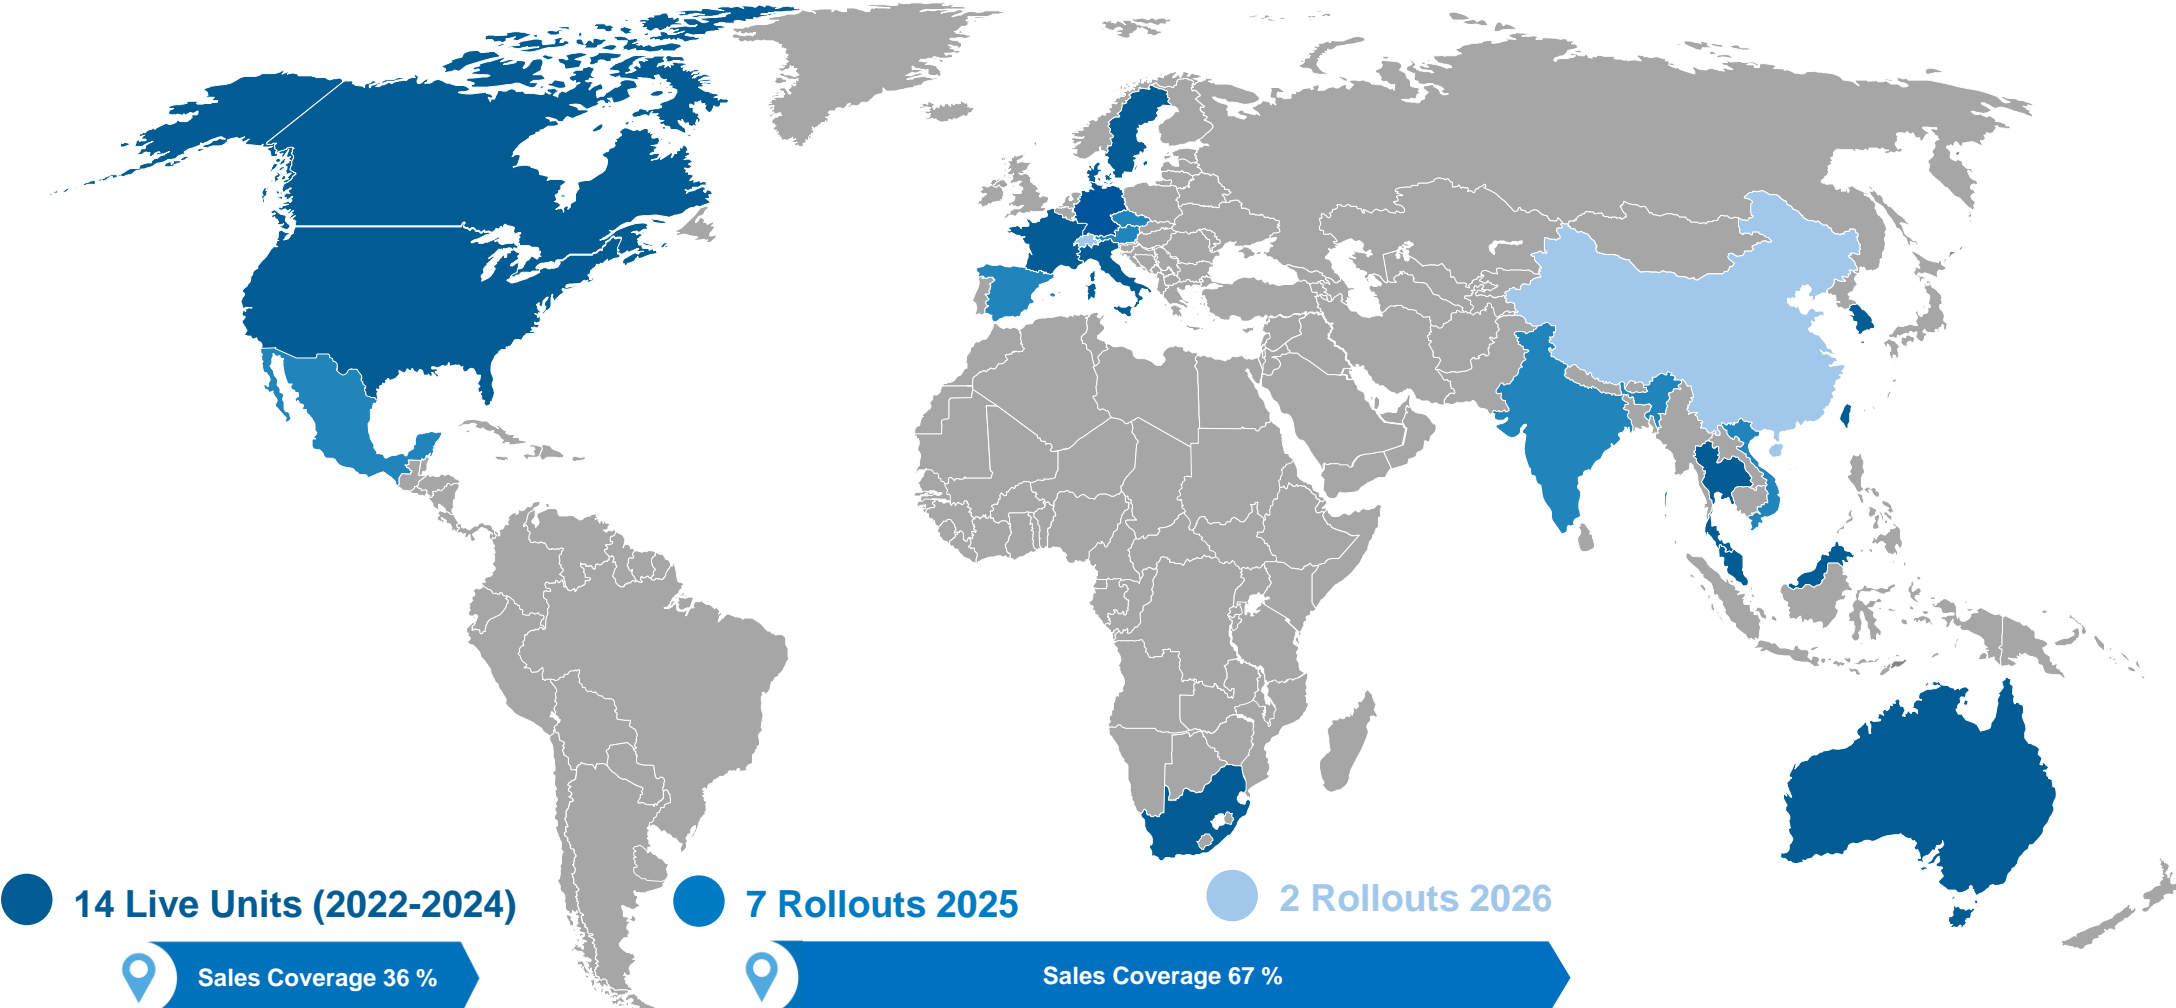 14 Live Units (2022-2024)
7 Rollouts 2025
2 Rollouts 2026
Sales Coverage 36 %
Sales Coverage 67 %